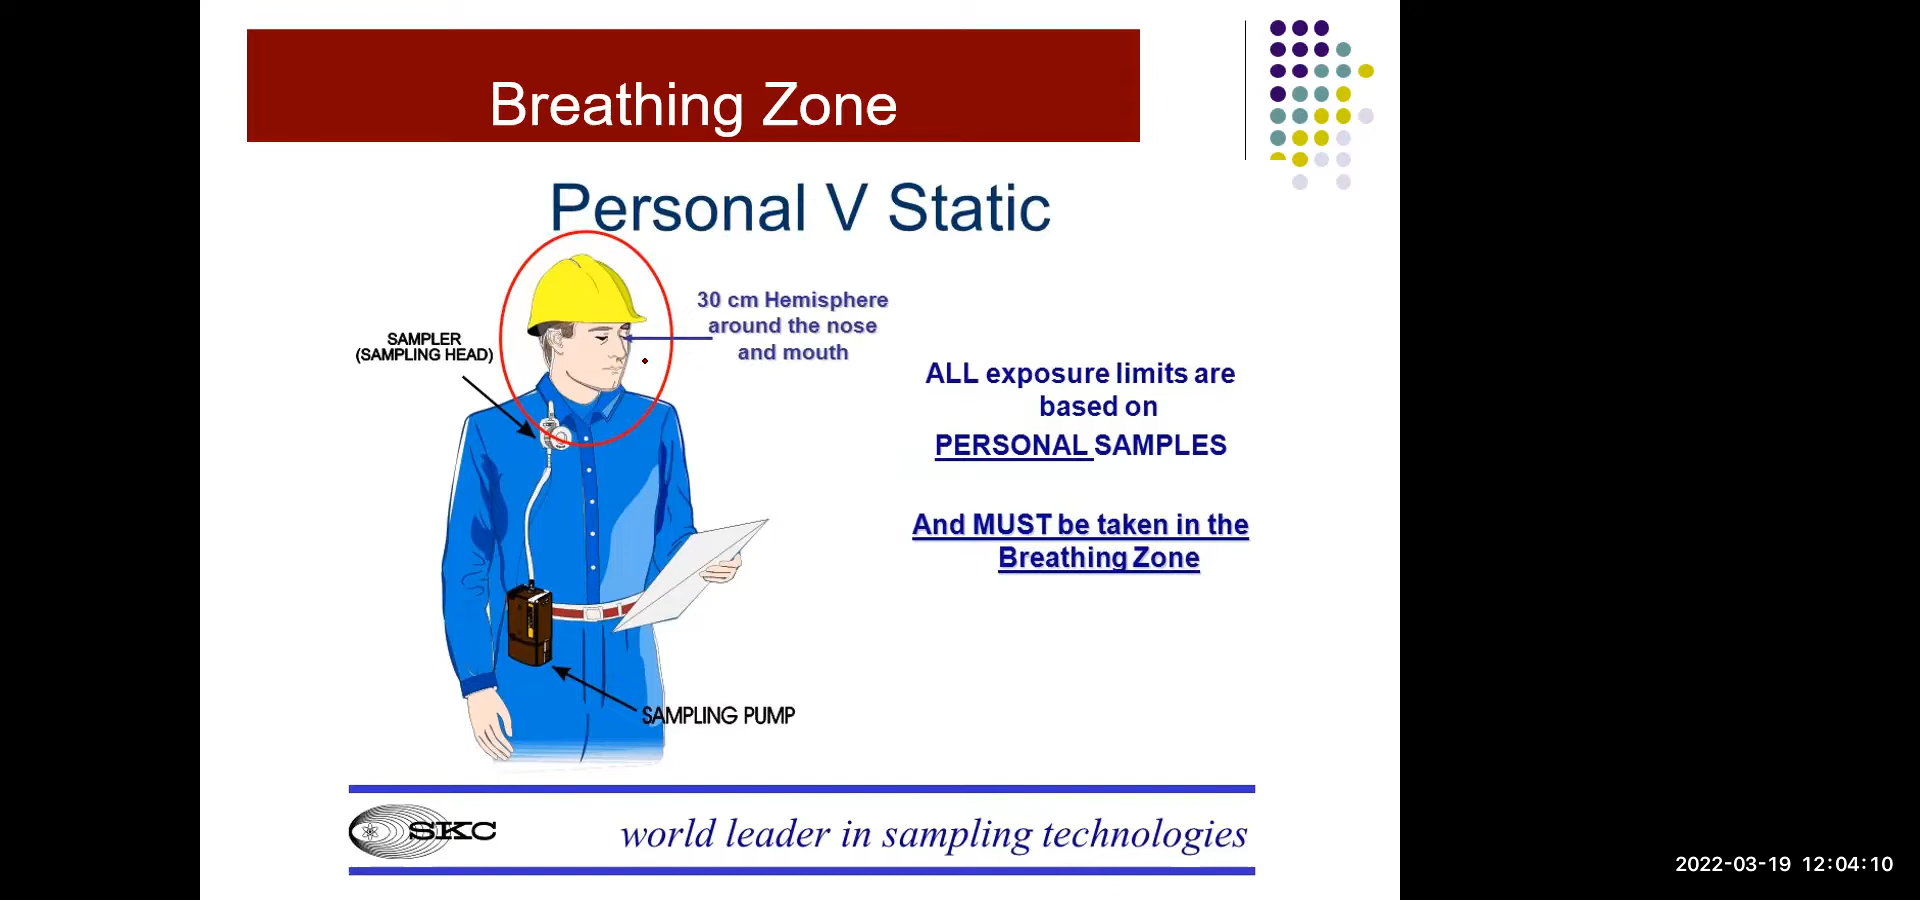 Breathing Zone
Personal V Static
30 cm Hemisphere
around the nose
and mouth
SAMPLER
(SAMPLING HEAD)
ALL exposure limits are
based on
PERSONAL SAMPLES
And MUST be taken in the
Breathing Zone
SAMPLING PUMP
SKC
world leader in sampling technologies
2022-03-19 12:04:10